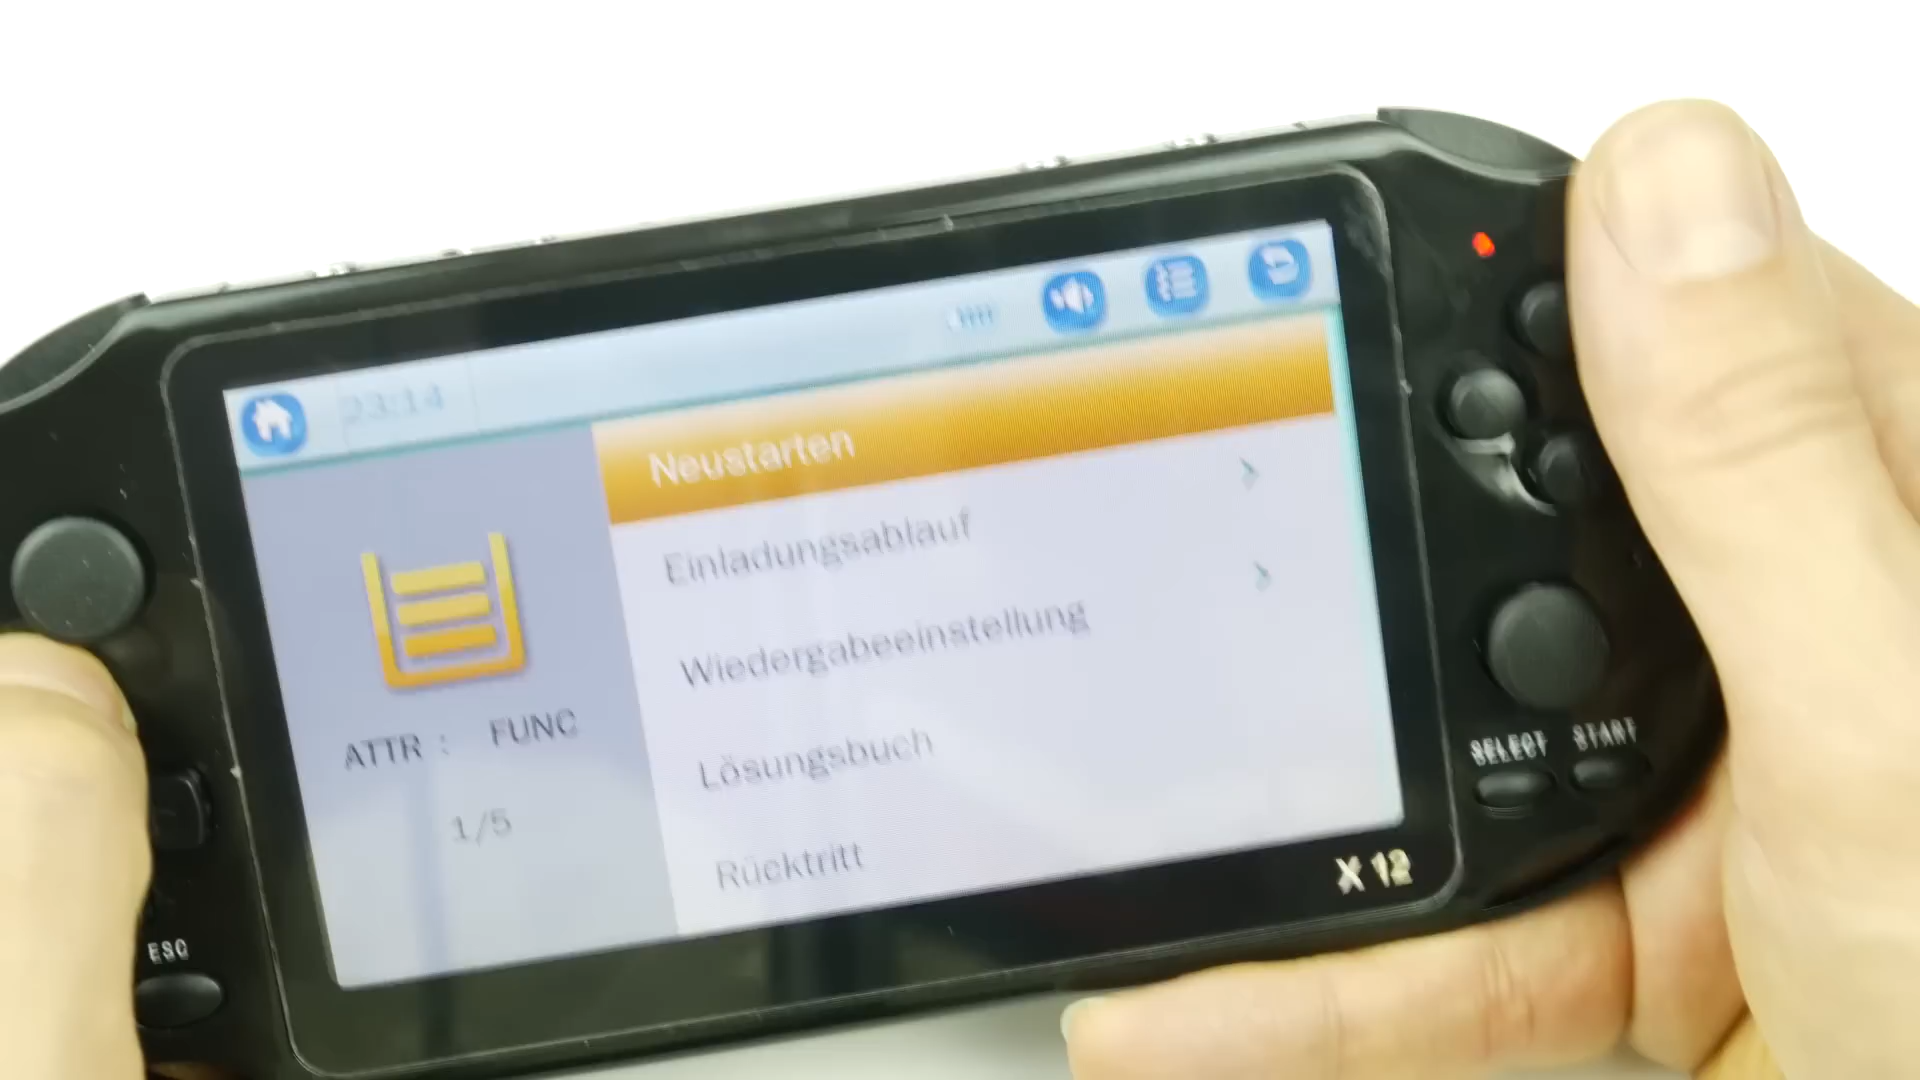 23:14
Neustarten
Einladungsablauf
Wiedergabeeinstellung
Lösungsbuch
Rücktritt
ATTR : FUNC
1/5
X 12
SELECT START
ESC